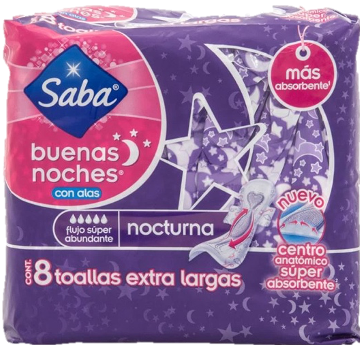 Saba®
más
absorbente¹
buenas
noches®
con alas
flujo súper
abundante
nocturna
nuevo
centro
anatómico
súper
absorbente!
CONT. 8 toallas extra largas